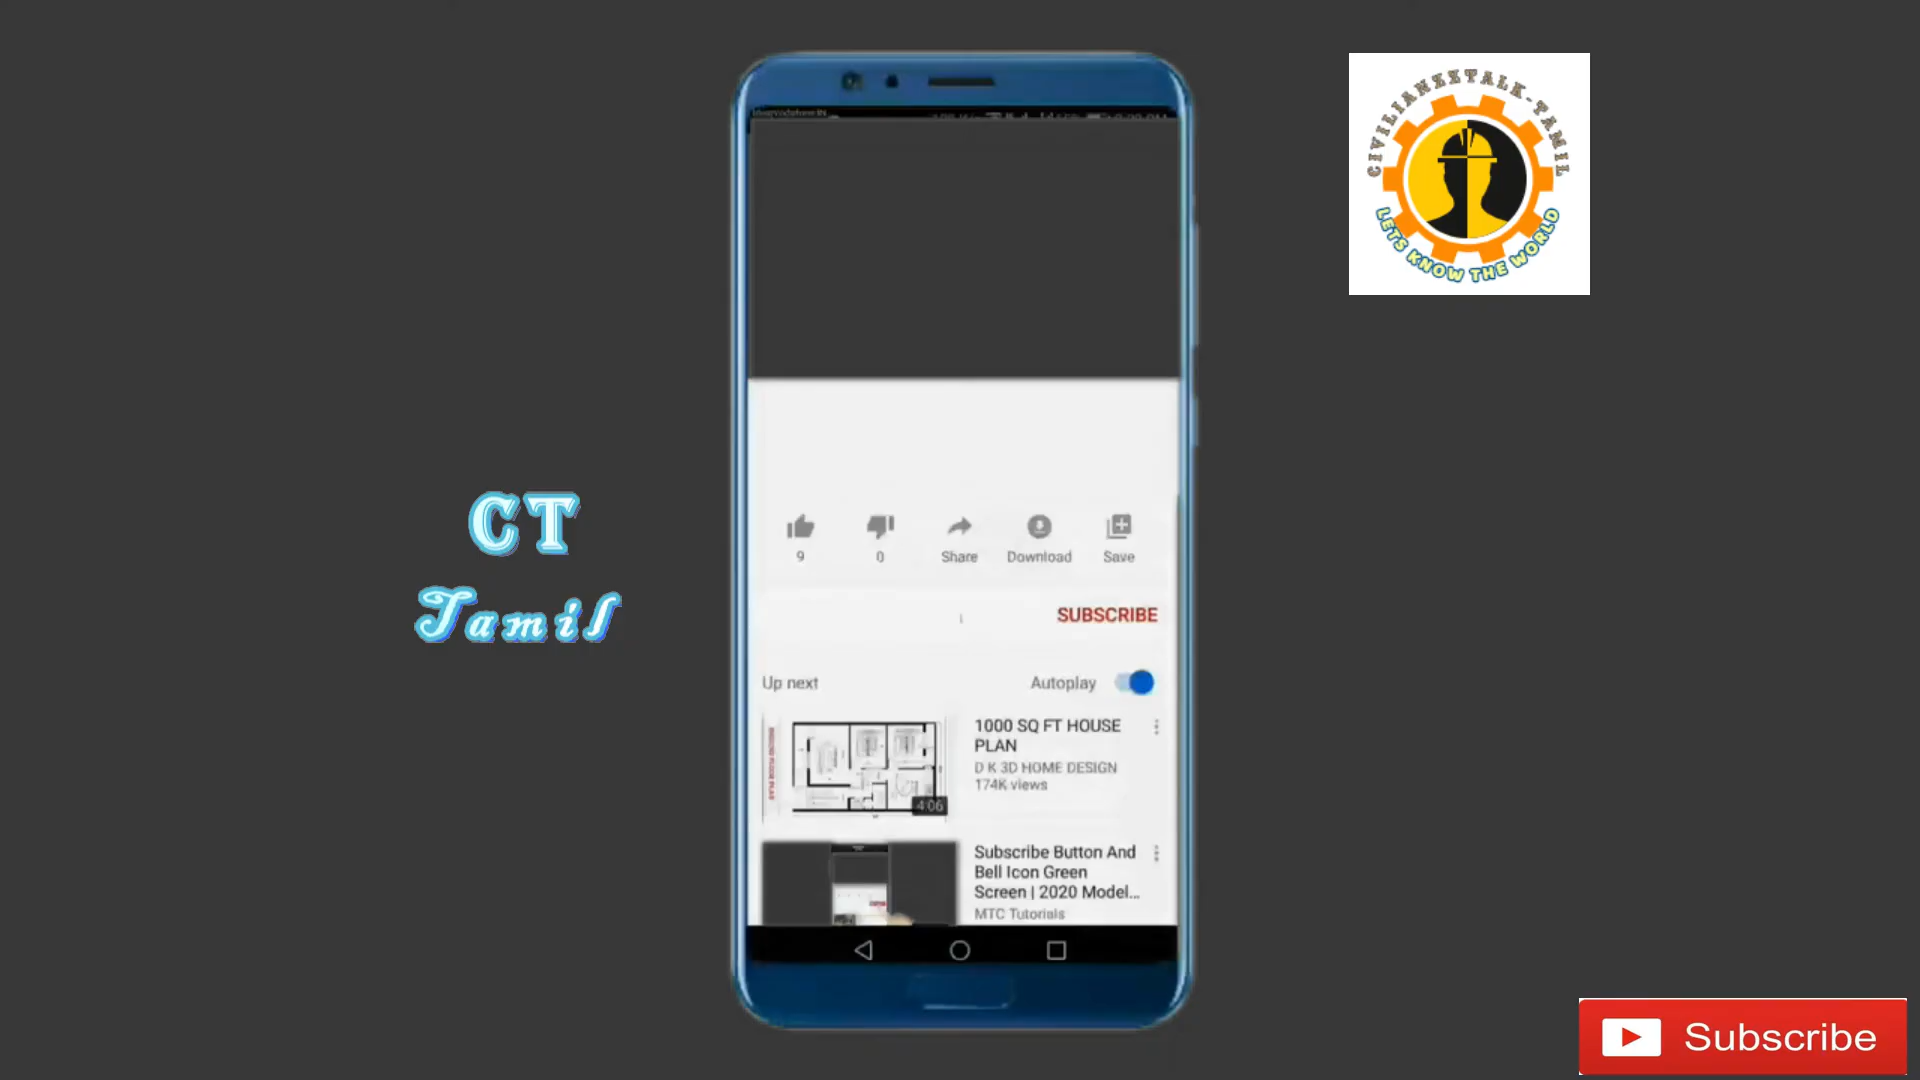 CIVILIANZZTALK-TAMIL
LETS KNOW THE WORLD
CT
Tamil
9
0
Share
Download
Save
SUBSCRIBE
Up next
Autoplay
1000 SQ FT HOUSE
PLAN
D K 3D HOME DESIGN
174K views
4:06
Subscribe Button And
Bell Icon Green
Screen | 2020 Model...
MTC Tutorials
Subscribe